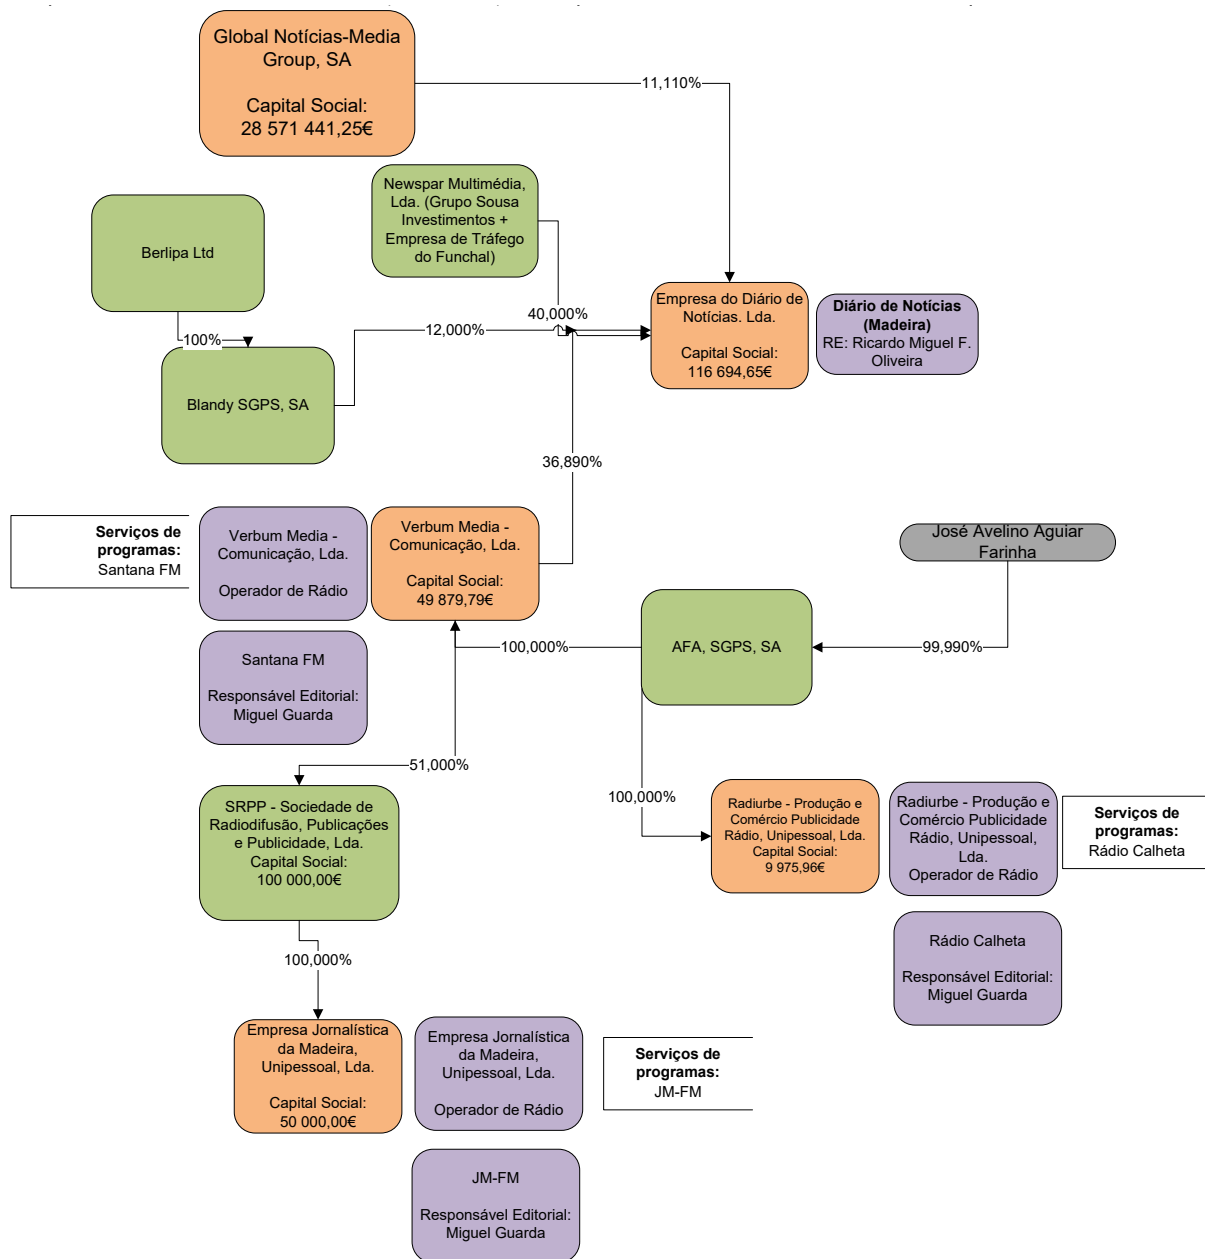 Global Notícias-Media
Group, SA
Capital Social:
28 571 441,25€
11,110%
Newspar Multimédia,
Lda. (Grupo Sousa
Investimentos +
Empresa de Tráfego
do Funchal)
Berlipa Ltd
100%
Blandy SGPS, SA
12,000%
40,000%
Empresa do Diário de
Notícias. Lda.
Capital Social:
116 694,65€
Diário de Notícias
(Madeira)
RE: Ricardo Miguel F.
Oliveira
36,890%
Serviços de
programas:
Santana FM
Verbum Media -
Comunicação, Lda.
Operador de Rádio
Verbum Media -
Comunicação, Lda.
Capital Social:
49 879,79€
José Avelino Aguiar
Farinha
Santana FM
Responsável Editorial:
Miguel Guarda
100,000%
AFA, SGPS, SA
99,990%
51,000%
SRPP - Sociedade de
Radiodifusão, Publicações
e Publicidade, Lda.
Capital Social:
100 000,00€
100,000%
Radiurbe - Produção e
Comércio Publicidade
Rádio, Unipessoal, Lda.
Capital Social:
9 975,96€
Radiurbe - Produção e
Comércio Publicidade
Rádio, Unipessoal,
Lda.
Operador de Rádio
Serviços de
programas:
Rádio Calheta
Rádio Calheta
Responsável Editorial:
Miguel Guarda
100,000%
Empresa Jornalística
da Madeira,
Unipessoal, Lda.
Capital Social:
50 000,00€
Empresa Jornalística
da Madeira,
Unipessoal, Lda.
Operador de Rádio
Serviços de
programas:
JM-FM
JM-FM
Responsável Editorial:
Miguel Guarda